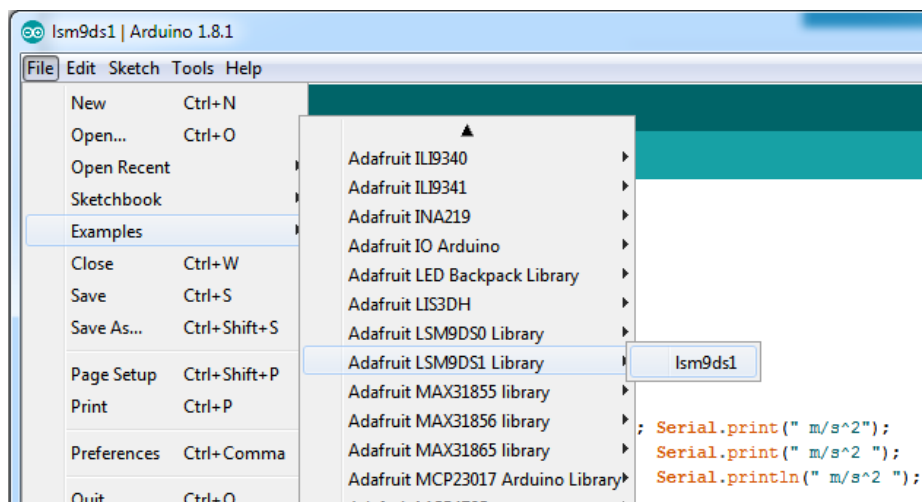 lsm9ds1 | Arduino 1.8.1
File Edit Sketch Tools Help
New Ctrl+N
Open... Ctrl+O
Open Recent
Sketchbook
Examples
Close Ctrl+W
Save Ctrl+S
Save As... Ctrl+Shift+S
Page Setup Ctrl+Shift+P
Print Ctrl+P
Preferences Ctrl+Comma
Quit Ctrl+Q
Adafruit ILI9340
Adafruit ILI9341
Adafruit INA219
Adafruit IO Arduino
Adafruit LED Backpack Library
Adafruit LIS3DH
Adafruit LSM9DS0 Library
Adafruit LSM9DS1 Library
Adafruit MAX31855 library
Adafruit MAX31856 library
Adafruit MAX31865 library
Adafruit MCP23017 Arduino Library
lsm9ds1
; Serial.print(" m/s^2");
Serial.print(" m/s^2 ");
Serial.println(" m/s^2 ");